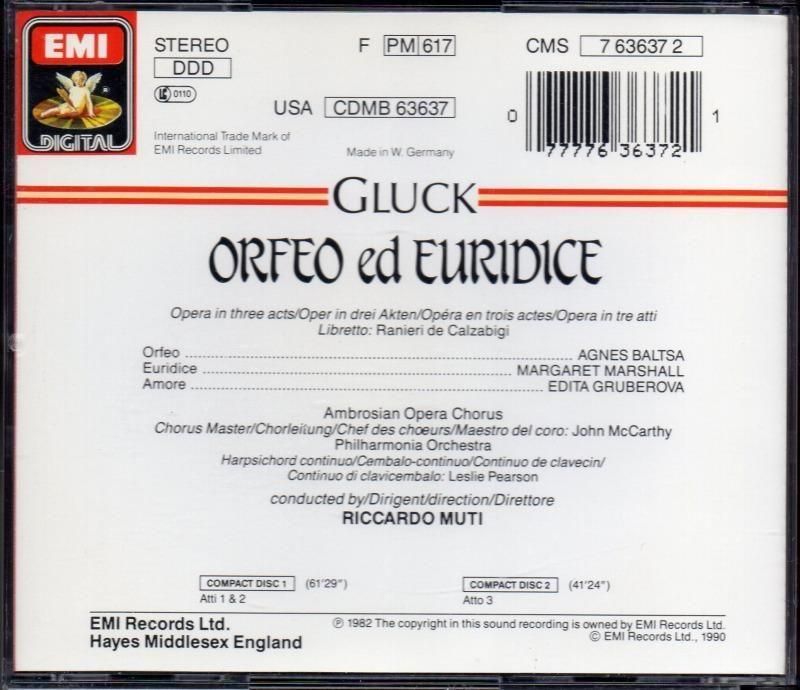 EMI
DIGITAL
STEREO
DDD
LC 0110
International Trade Mark of
EMI Records Limited
F PM 617
USA CDMB 63637
Made in W. Germany
CMS 7 63637 2
0 77776 36372 1
GLUCK
ORFEO ed EURIDICE
Opera in three acts/Oper in drei Akten/Opéra en trois actes/Opera in tre atti
Libretto: Ranieri de Calzabigi
Orfeo ........ AGNES BALTSA
Euridice ........ MARGARET MARSHALL
Amore ........ EDITA GRUBEROVA
Ambrosian Opera Chorus
Chorus Master/Chorleitung/Chef des chœurs/Maestro del coro: John McCarthy
Philharmonia Orchestra
Harpsichord continuo/Cembalo-continuo/Continuo de clavecin/
Continuo di clavicembalo: Leslie Pearson
conducted by/Dirigent/direction/Direttore
RICCARDO MUTI
COMPACT DISC 1 (61'29")
Atti 1 & 2
COMPACT DISC 2 (41'24")
Atto 3
EMI Records Ltd.
Hayes Middlesex England
℗ 1982 The copyright in this sound recording is owned by EMI Records Ltd.
© EMI Records Ltd., 1990